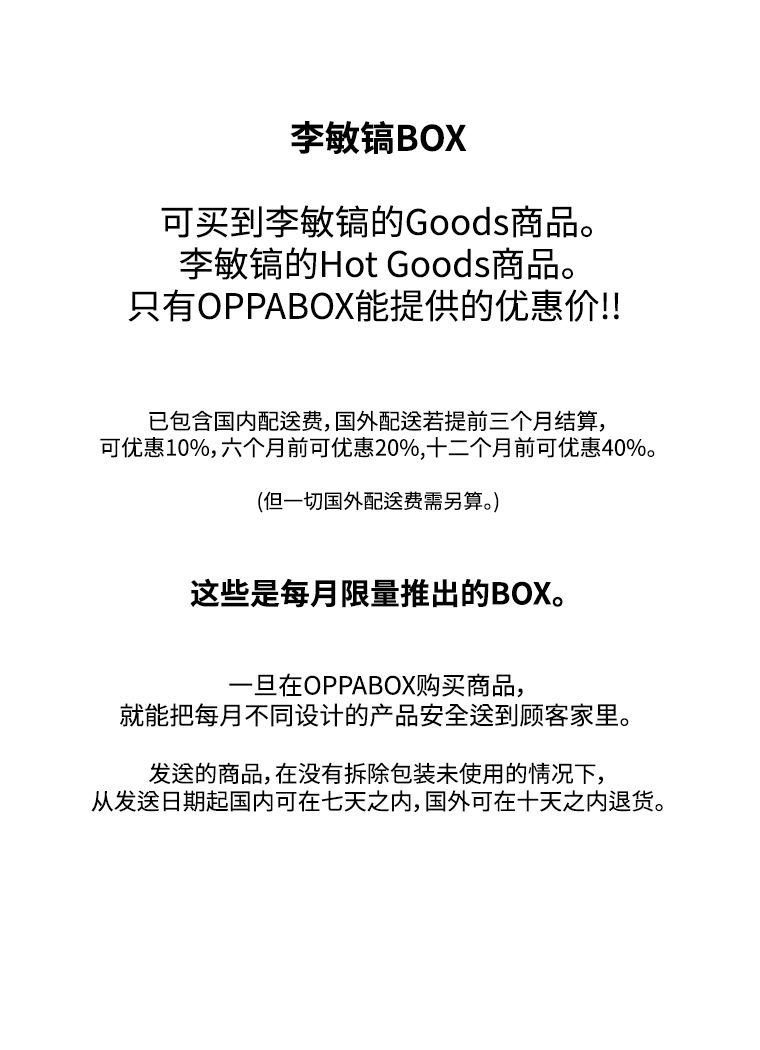 李敏镐BOX
可买到李敏镐的Goods商品。
李敏镐的Hot Goods商品。
只有OPPABOX能提供的优惠价!!
已包含国内配送费,国外配送若提前三个月结算,
可优惠10%,六个月前可优惠20%,十二个月前可优惠40%。
(但一切国外配送费需另算。)
这些是每月限量推出的BOX。
一旦在OPPABOX购买商品,
就能把每月不同设计的产品安全送到顾客家里。
发送的商品,在没有拆除包装未使用的情况下,
从发送日期起国内可在七天之内,国外可在十天之内退货。